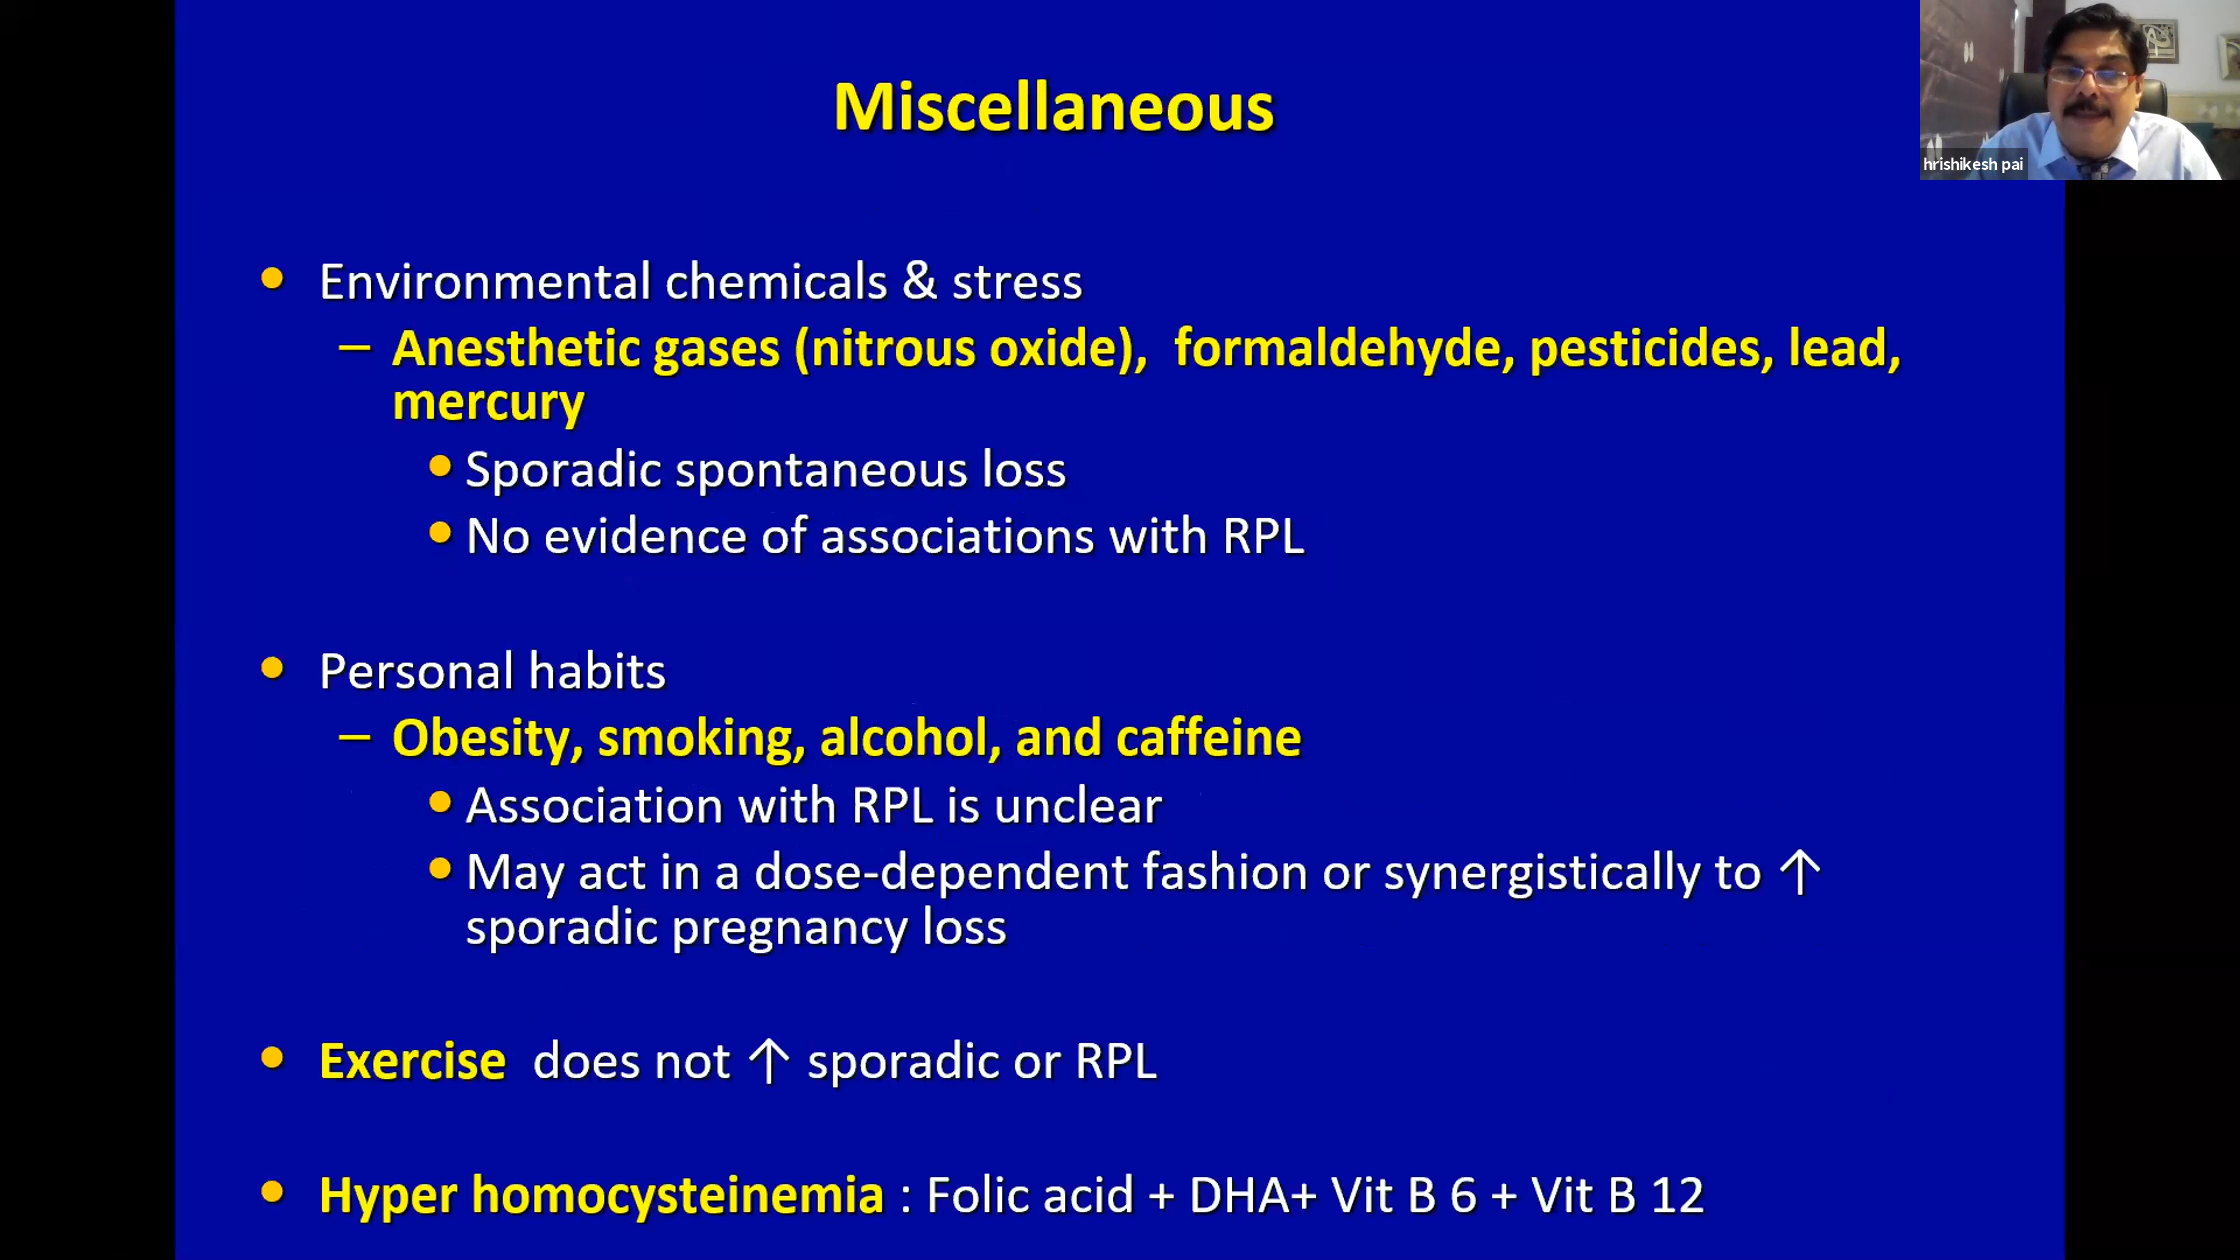 Miscellaneous
hrishikesh pai
• Environmental chemicals & stress
– Anesthetic gases (nitrous oxide), formaldehyde, pesticides, lead,
mercury
• Sporadic spontaneous loss
• No evidence of associations with RPL
• Personal habits
– Obesity, smoking, alcohol, and caffeine
• Association with RPL is unclear
• May act in a dose-dependent fashion or synergistically to ↑
sporadic pregnancy loss
• Exercise does not ↑ sporadic or RPL
• Hyper homocysteinemia : Folic acid + DHA+ Vit B 6 + Vit B 12